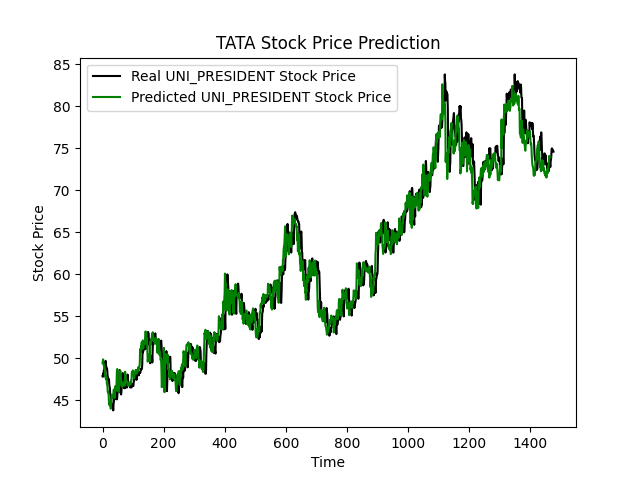 TATA Stock Price Prediction
Real UNI_PRESIDENT Stock Price
Predicted UNI_PRESIDENT Stock Price
85
80
75
70
65
60
55
50
45
Stock Price
0 200 400 600 800 1000 1200 1400
Time